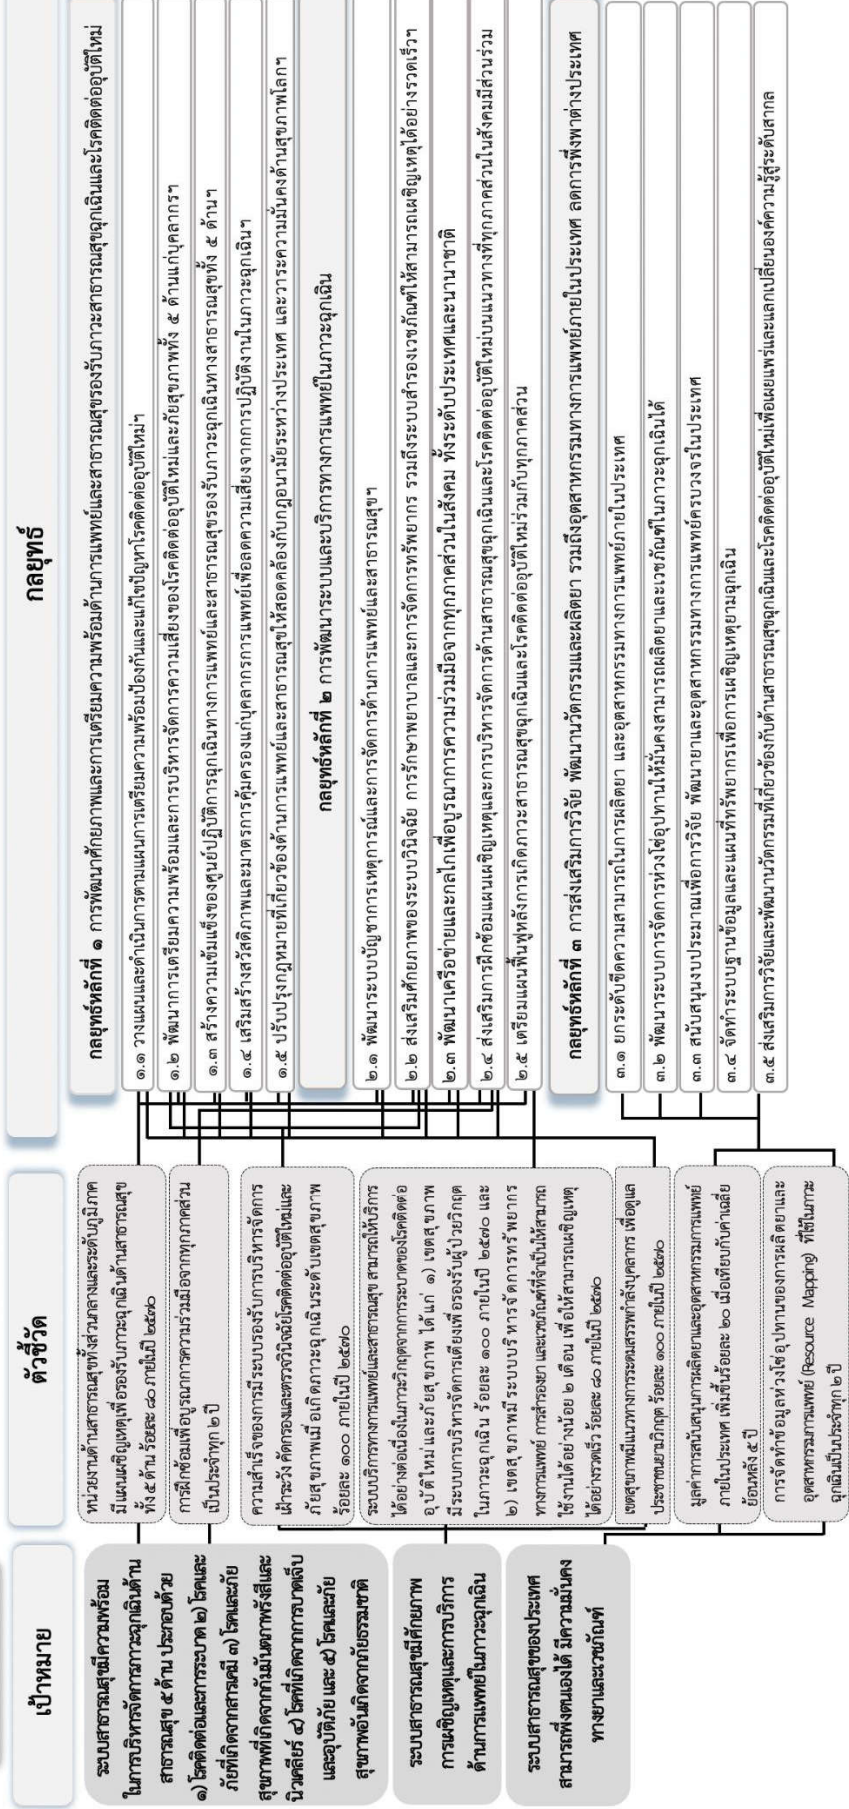 เป้าหมาย
ระบบสาธารณสุขมีความพร้อม
ในการบริหารจัดการภาวะฉุกเฉินด้าน
สาธารณสุข ๕ ด้าน ประกอบด้วย
๑) โรคติดต่อและการระบาด ๒) โรคและ
ภัยที่เกิดจากสารเคมี ๓) โรคและภัย
สุขภาพที่เกิดจากกัมมันตภาพรังสีและ
นิวเคลียร์ ๔) โรคที่เกิดจากการบาดเจ็บ
และอุบัติภัย และ ๕) โรคและภัย
สุขภาพอันเกิดจากภัยธรรมชาติ
ระบบสาธารณสุขมีศักยภาพ
การเผชิญเหตุและการบริการ
ด้านการแพทย์ในภาวะฉุกเฉิน
ระบบสาธารณสุขของประเทศ
สามารถพึ่งตนเองได้ มีความมั่นคง
ทางยาและเวชภัณฑ์
ตัวชี้วัด
หน่วยงานด้านสาธารณสุขทั้งส่วนกลางและระดับภูมิภาค
มีแผนเผชิญเหตุเพื่อรองรับภาวะฉุกเฉินด้านสาธารณสุข
ทั้ง ๕ ด้าน ร้อยละ ๘๐ ภายในปี ๒๕๗๐
การฝึกซ้อมเพื่อบูรณาการความร่วมมือจากทุกภาคส่วน
เป็นประจำทุก ๒ ปี
ความสำเร็จของการมีระบบรองรับการบริหารจัดการ
เฝ้าระวัง คัดกรองและตรวจวินิจฉัยโรคติดต่ออุบัติใหม่และ
ภัยสุขภาพเมื่อเกิดภาวะฉุกเฉินระดับเขตสุขภาพ
ร้อยละ ๑๐๐ ภายในปี ๒๕๗๐
ระบบบริการทางการแพทย์และสาธารณสุข สามารถให้บริการ
ได้อย่างต่อเนื่องในภาวะวิกฤตจากการระบาดของโรคติดต่อ
อุบัติใหม่และภัยสุขภาพ ได้แก่ ๑) เขตสุขภาพ
มีระบบการบริหารจัดการเตียงเพื่อรองรับผู้ป่วยวิกฤต
ในภาวะฉุกเฉิน ร้อยละ ๑๐๐ ภายในปี ๒๕๗๐ และ
๒) เขตสุขภาพมีระบบบริหารจัดการทรัพยากร
ทางการแพทย์ การสำรองยา และเวชภัณฑ์ที่จำเป็นให้สามารถ
ใช้งานได้อย่างน้อย ๒ เดือน เพื่อให้สามารถเผชิญเหตุ
ได้อย่างรวดเร็ว ร้อยละ ๘๐ ภายในปี ๒๕๗๐
เขตสุขภาพมีแนวทางการระดมสรรพกำลังบุคลากร เพื่อดูแล
ประชาชนยามวิกฤต ร้อยละ ๑๐๐ ภายในปี ๒๕๗๐
มูลค่าการสนับสนุนการผลิตยาและอุตสาหกรรมการแพทย์
ภายในประเทศ เพิ่มขึ้นร้อยละ ๒๐ เมื่อเทียบกับค่าเฉลี่ย
ย้อนหลัง ๕ ปี
การจัดทำข้อมูลห่วงโซ่อุปทานของการผลิตยาและ
อุตสาหกรรมการแพทย์ (Resource Mapping) ที่ใช้ในภาวะ
ฉุกเฉินเป็นประจำทุก ๒ ปี
กลยุทธ์
กลยุทธ์หลักที่ ๑ การพัฒนาศักยภาพและการเตรียมความพร้อมด้านการแพทย์และสาธารณสุขรองรับภาวะสาธารณสุขฉุกเฉินและโรคติดต่ออุบัติใหม่
๑.๑ วางแผนและดำเนินการตามแผนการเตรียมความพร้อมป้องกันและแก้ไขปัญหาโรคติดต่ออุบัติใหม่ฯ
๑.๒ พัฒนาการเตรียมความพร้อมและการบริหารจัดการความเสี่ยงของโรคติดต่ออุบัติใหม่และภัยสุขภาพทั้ง ๕ ด้านแก่บุคลากรฯ
๑.๓ สร้างความเข้มแข็งของศูนย์ปฏิบัติการฉุกเฉินทางการแพทย์และสาธารณสุขรองรับภาวะฉุกเฉินทางสาธารณสุขทั้ง ๕ ด้านฯ
๑.๔ เสริมสร้างสวัสดิภาพและมาตรการคุ้มครองแก่บุคลากรการแพทย์เพื่อลดความเสี่ยงจากการปฏิบัติงานในภาวะฉุกเฉินฯ
๑.๕ ปรับปรุงกฎหมายที่เกี่ยวข้องด้านการแพทย์และสาธารณสุขให้สอดคล้องกับกฎอนามัยระหว่างประเทศ และวาระความมั่นคงด้านสุขภาพโลกฯ
กลยุทธ์หลักที่ ๒ การพัฒนาระบบและบริการทางการแพทย์ในภาวะฉุกเฉิน
๒.๑ พัฒนาระบบบัญชาการเหตุการณ์และการจัดการด้านการแพทย์และสาธารณสุขฯ
๒.๒ ส่งเสริมศักยภาพของระบบวินิจฉัย การรักษาพยาบาลและการจัดการทรัพยากร รวมถึงระบบสำรองเวชภัณฑ์ให้สามารถเผชิญเหตุได้อย่างรวดเร็วฯ
๒.๓ พัฒนาเครือข่ายและกลไกเพื่อบูรณาการความร่วมมือจากทุกภาคส่วนในสังคม ทั้งระดับประเทศและนานาชาติ
๒.๔ ส่งเสริมการฝึกซ้อมแผนเผชิญเหตุและการบริหารจัดการด้านสาธารณสุขฉุกเฉินและโรคติดต่ออุบัติใหม่บนแนวทางที่ทุกภาคส่วนในสังคมมีส่วนร่วม
๒.๕ เตรียมแผนฟื้นฟูหลังการเกิดภาวะสาธารณสุขฉุกเฉินและโรคติดต่ออุบัติใหม่ร่วมกับทุกภาคส่วน
กลยุทธ์หลักที่ ๓ การส่งเสริมการวิจัย พัฒนานวัตกรรมและผลิตยา รวมถึงอุตสาหกรรมทางการแพทย์ภายในประเทศ ลดการพึ่งพาต่างประเทศ
๓.๑ ยกระดับขีดความสามารถในการผลิตยา และอุตสาหกรรมทางการแพทย์ภายในประเทศ
๓.๒ พัฒนาระบบการจัดการห่วงโซ่อุปทานให้มั่นคงสามารถผลิตยาและเวชภัณฑ์ในภาวะฉุกเฉินได้
๓.๓ สนับสนุนงบประมาณเพื่อการวิจัย พัฒนายาและอุตสาหกรรมทางการแพทย์ครบวงจรในประเทศ
๓.๔ จัดทำระบบฐานข้อมูลและแผนที่ทรัพยากรเพื่อการเผชิญเหตุยามฉุกเฉิน
๓.๕ ส่งเสริมการวิจัยและพัฒนานวัตกรรมที่เกี่ยวข้องกับด้านสาธารณสุขฉุกเฉินและโรคติดต่ออุบัติใหม่เพื่อเผยแพร่และแลกเปลี่ยนองค์ความรู้สู่ระดับสากล